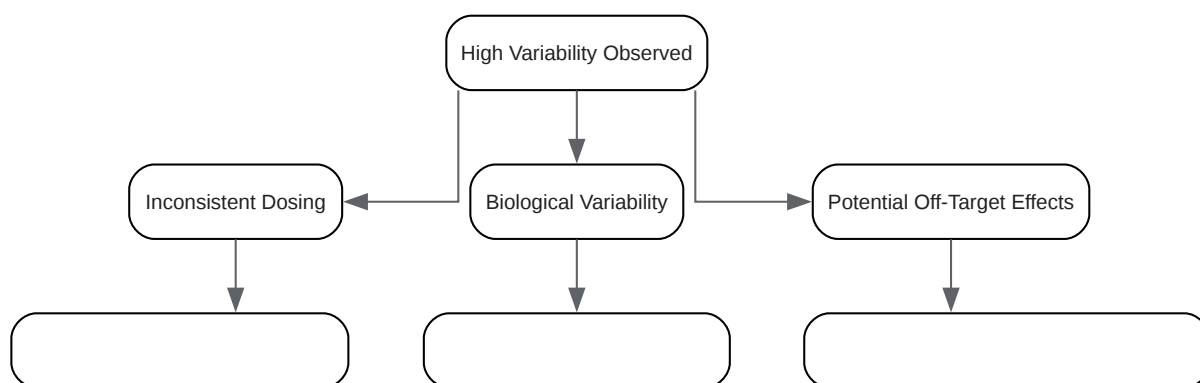 High Variability Observed
Inconsistent Dosing
Biological Variability
Potential Off-Target Effects